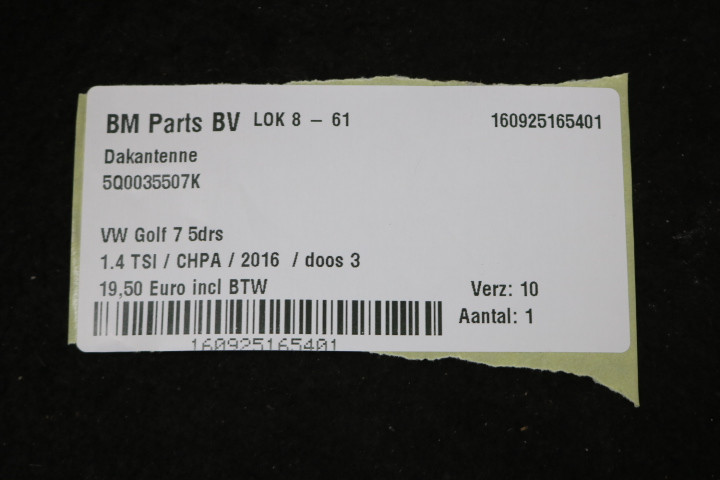 BM Parts BV LOK 8 – 61 160925165401
Dakantenne
5Q0035507K
VW Golf 7 5drs
1.4 TSI / CHPA / 2016 / doos 3
19,50 Euro incl BTW Verz: 10
Aantal: 1
160925165401